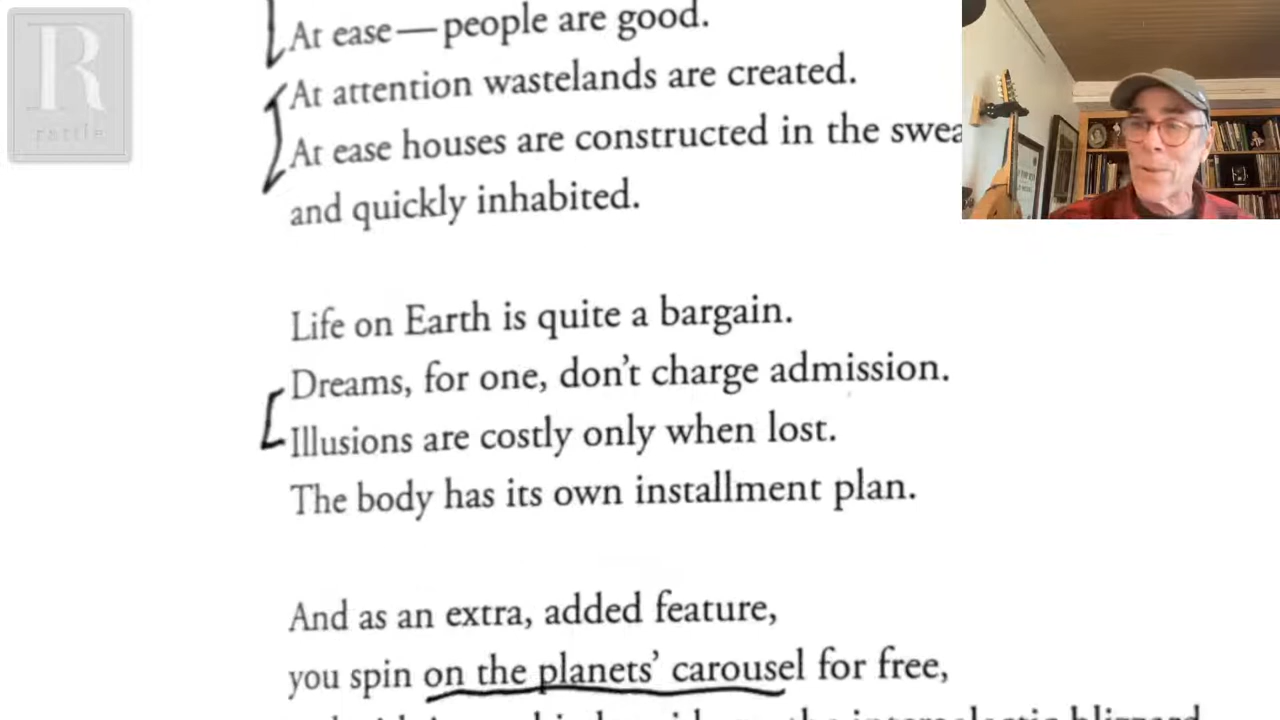 R
rattle
At ease—people are good.
At attention wastelands are created.
At ease houses are constructed in the
and quickly inhabited.
Life on Earth is quite a bargain.
Dreams, for one, don't charge admission.
Illusions are costly only when lost.
The body has its own installment plan.
And as an extra, added feature,
you spin on the planets' carousel for free,